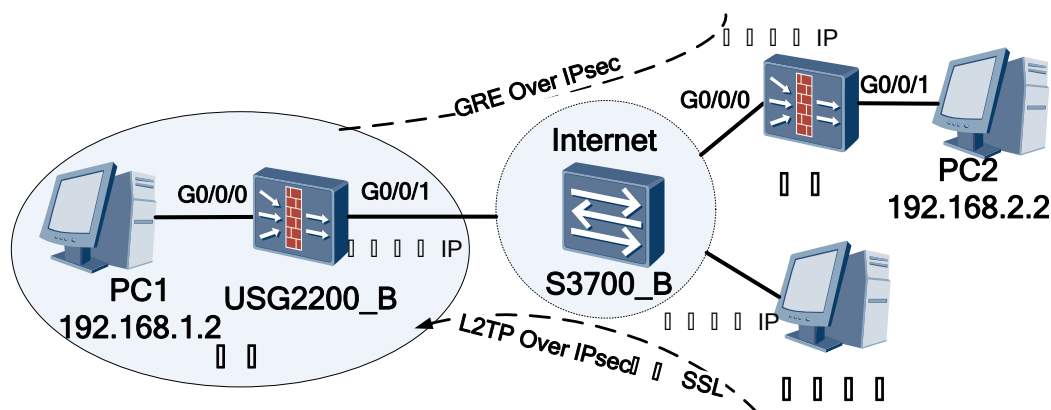 IP
GRE Over IPsec
G0/0/0
G0/0/1
Internet
PC2
192.168.2.2
G0/0/0
G0/0/1
IP
S3700_B
PC1
192.168.1.2
USG2200_B
IP
L2TP Over IPsec SSL